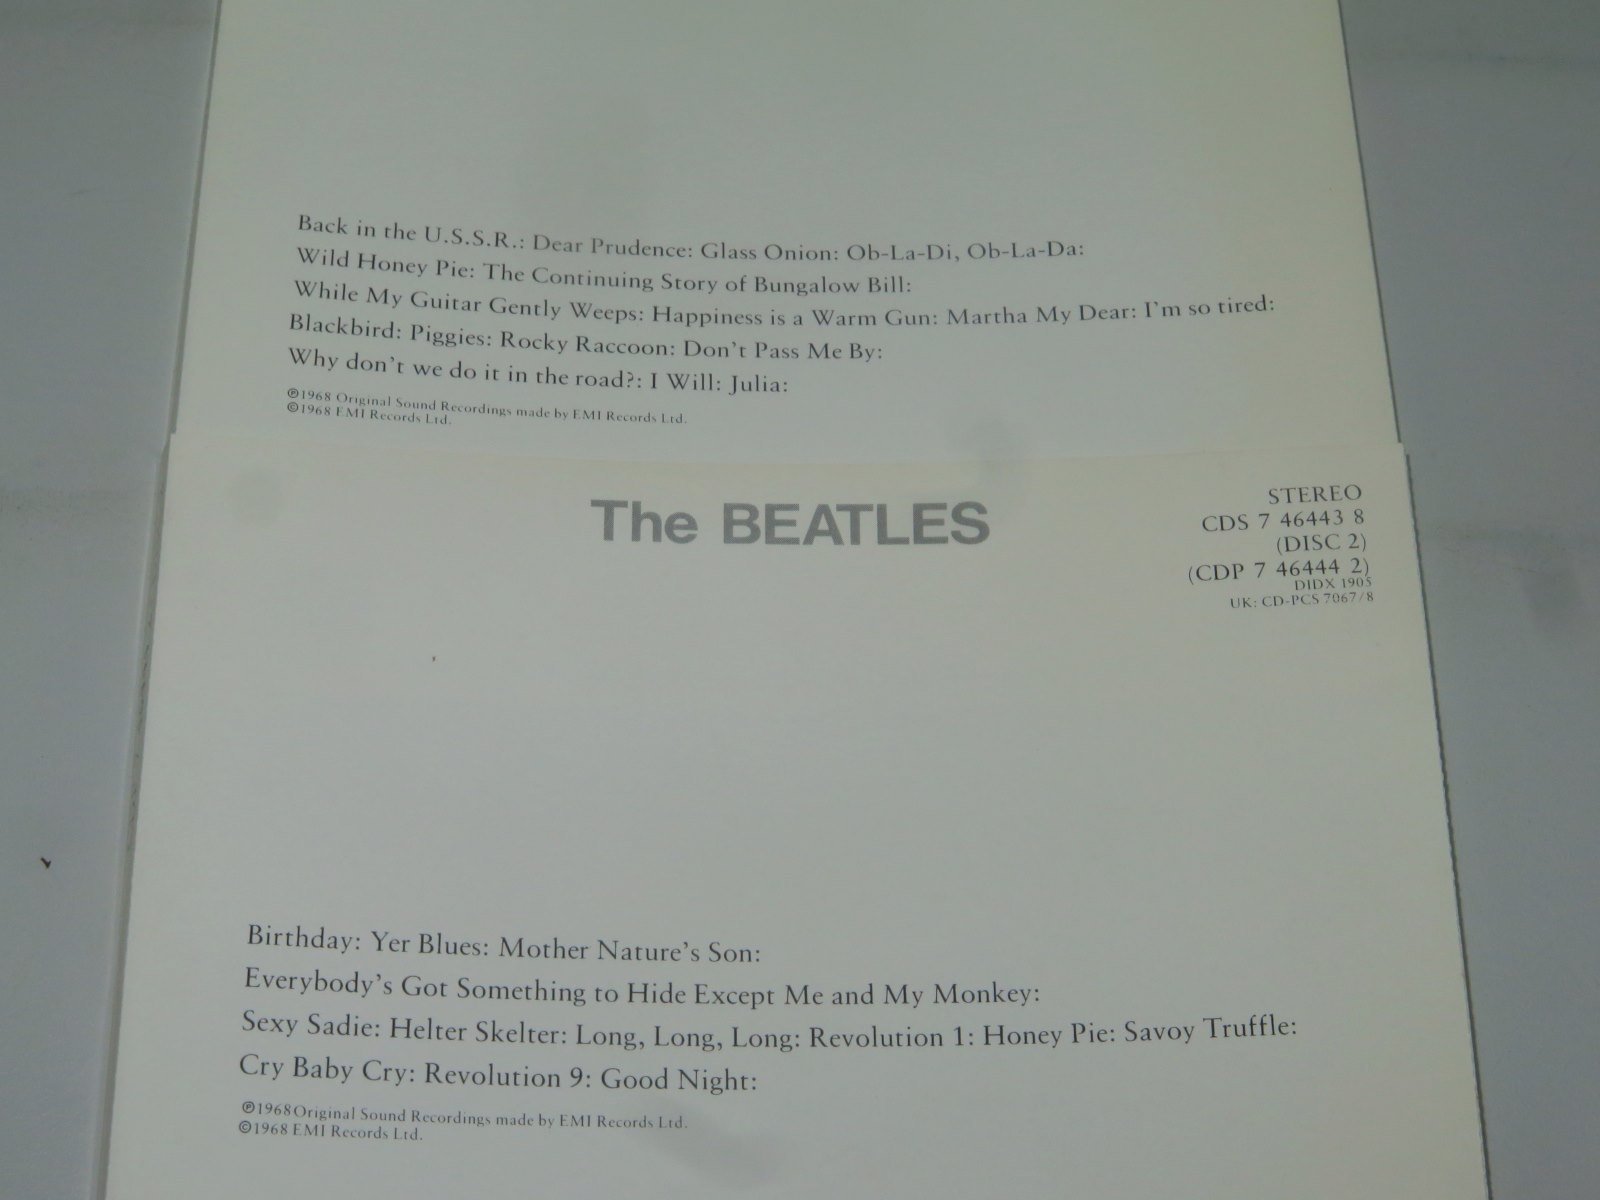 Back in the U.S.S.R.: Dear Prudence: Glass Onion: Ob-La-Di, Ob-La-Da:
Wild Honey Pie: The Continuing Story of Bungalow Bill:
While My Guitar Gently Weeps: Happiness is a Warm Gun: Martha My Dear: I'm so tired:
Blackbird: Piggies: Rocky Raccoon: Don't Pass Me By:
Why don't we do it in the road?: I Will: Julia:
℗1968 Original Sound Recordings made by EMI Records Ltd.
©1968 EMI Records Ltd.
The BEATLES
STEREO
CDS 7 46443 8
(DISC 2)
(CDP 7 46444 2)
DIDX 1905
UK: CD-PCS 7067/8
Birthday: Yer Blues: Mother Nature's Son:
Everybody's Got Something to Hide Except Me and My Monkey:
Sexy Sadie: Helter Skelter: Long, Long, Long: Revolution 1: Honey Pie: Savoy Truffle:
Cry Baby Cry: Revolution 9: Good Night:
℗1968 Original Sound Recordings made by EMI Records Ltd.
©1968 EMI Records Ltd.